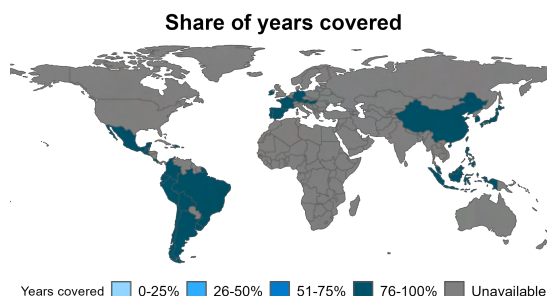 Share of years covered
Years covered 0-25% 26-50% 51-75% 76-100% Unavailable